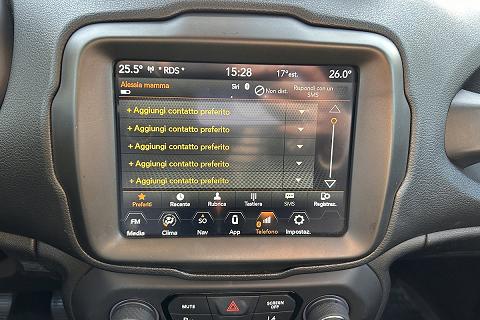 25.5° RDS 15:28 17°est. 26.0°
Alessia mamma Siri Non dist. Rispondi con un SMS
+ Aggiungi contatto preferito
+ Aggiungi contatto preferito
+ Aggiungi contatto preferito
+ Aggiungi contatto preferito
+ Aggiungi contatto preferito
Preferiti Recente Rubrica Tastiera SMS Registraz.
FM SO
Media Clima Nav App Telefono Impostaz.
MUTE SCREEN OFF